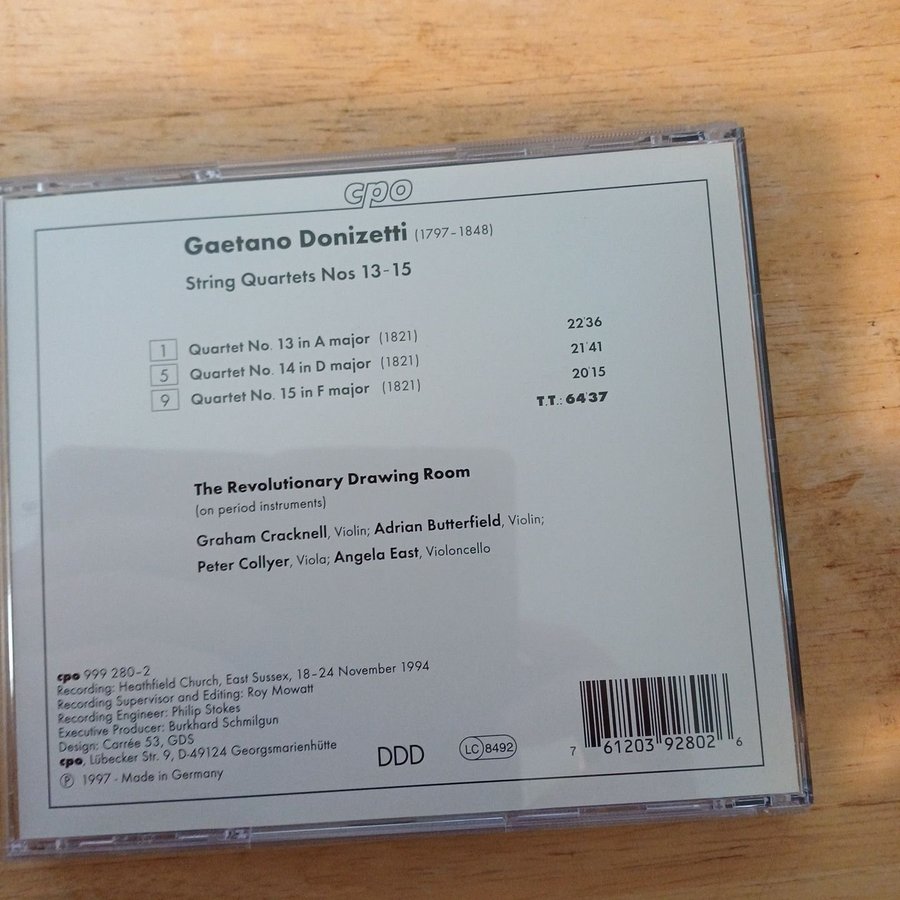 cpo
Gaetano Donizetti (1797-1848)
String Quartets Nos 13-15
1 Quartet No. 13 in A major (1821) 22'36
5 Quartet No. 14 in D major (1821) 21'41
9 Quartet No. 15 in F major (1821) 20'15
T.T.: 64'37
The Revolutionary Drawing Room
(on period instruments)
Graham Cracknell, Violin; Adrian Butterfield, Violin;
Peter Collyer, Viola; Angela East, Violoncello
cpo 999 280-2
Recording: Heathfield Church, East Sussex, 18-24 November 1994
Recording Supervisor and Editing: Roy Mowatt
Recording Engineer: Philip Stokes
Executive Producer: Burkhard Schmilgun
Design: Carrée 53, GDS
cpo, Lübecker Str. 9, D-49124 Georgsmarienhütte
℗ 1997 - Made in Germany
DDD
LC 8492
7 61203 92802 6